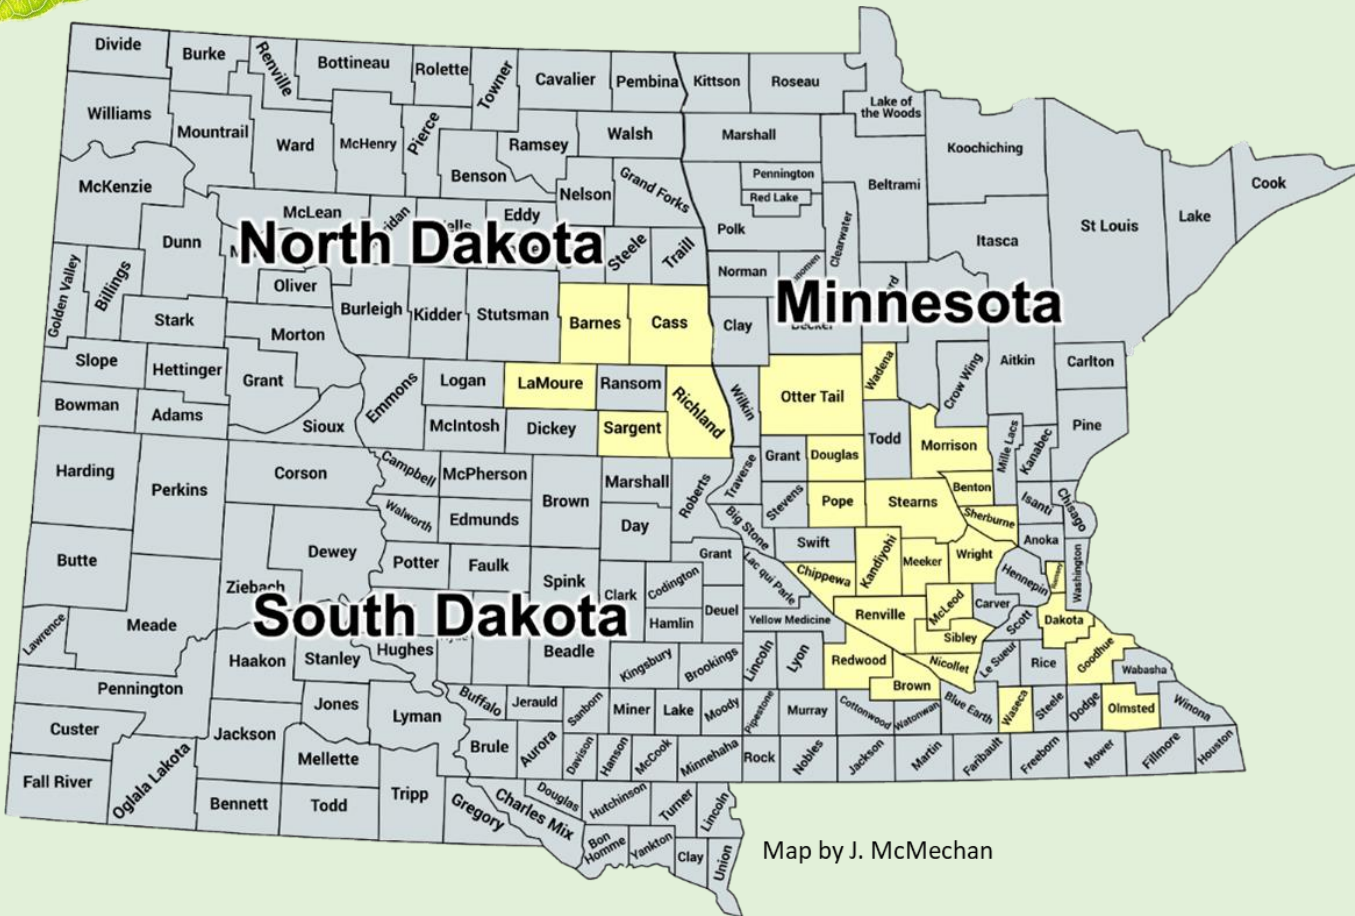 Divide
Burke
Renville
Bottineau
Rolette
Towner
Cavalier
Pembina
Kittson
Roseau
Lake of
the Woods
Williams
Mountrail
Ward
McHenry
Pierce
Benson
Ramsey
Walsh
Marshall
Koochiching
McKenzie
Nelson
Grand Forks
Pennington
Red Lake
Beltrami
St Louis
Lake
Cook
McLean
Eddy
Dunn
North Dakota
Steele
Traill
Polk
Clearwater
Itasca
Golden Valley
Billings
Oliver
Stark
Morton
Burleigh
Kidder
Stutsman
Barnes
Cass
Norman
Clay
Minnesota
Slope
Hettinger
Grant
Emmons
Logan
LaMoure
Ransom
Richland
Wilkin
Otter Tail
Wadena
Crow Wing
Aitkin
Carlton
Bowman
Adams
Sioux
McIntosh
Dickey
Sargent
Grant
Douglas
Todd
Morrison
Mille Lacs
Kanabec
Pine
Harding
Perkins
Corson
Campbell
McPherson
Brown
Marshall
Roberts
Traverse
Stevens
Pope
Stearns
Benton
Sherburne
Isanti
Chisago
Walworth
Edmunds
Day
Big Stone
Swift
Kandiyohi
Meeker
Wright
Anoka
Hennepin
Washington
Butte
Dewey
Ziebach
Potter
Faulk
Spink
Clark
Codington
Grant
Lac qui Parle
Chippewa
Renville
McLeod
Carver
Scott
Dakota
Lawrence
Meade
South Dakota
Hamlin
Deuel
Yellow Medicine
Sibley
Goodhue
Haakon
Stanley
Hughes
Beadle
Kingsbury
Brookings
Lincoln
Lyon
Redwood
Brown
Nicollet
Le Sueur
Rice
Wabasha
Pennington
Jones
Lyman
Buffalo
Jerauld
Sanborn
Miner
Lake
Moody
Pipestone
Murray
Cottonwood
Watonwan
Blue Earth
Waseca
Steele
Dodge
Olmsted
Winona
Custer
Jackson
Mellette
Brule
Aurora
Davison
Hanson
McCook
Minnehaha
Rock
Nobles
Jackson
Martin
Faribault
Freeborn
Mower
Fillmore
Houston
Fall River
Oglala Lakota
Bennett
Todd
Tripp
Gregory
Charles Mix
Douglas
Hutchinson
Turner
Lincoln
Bon
Homme
Yankton
Clay
Union
Map by J. McMechan